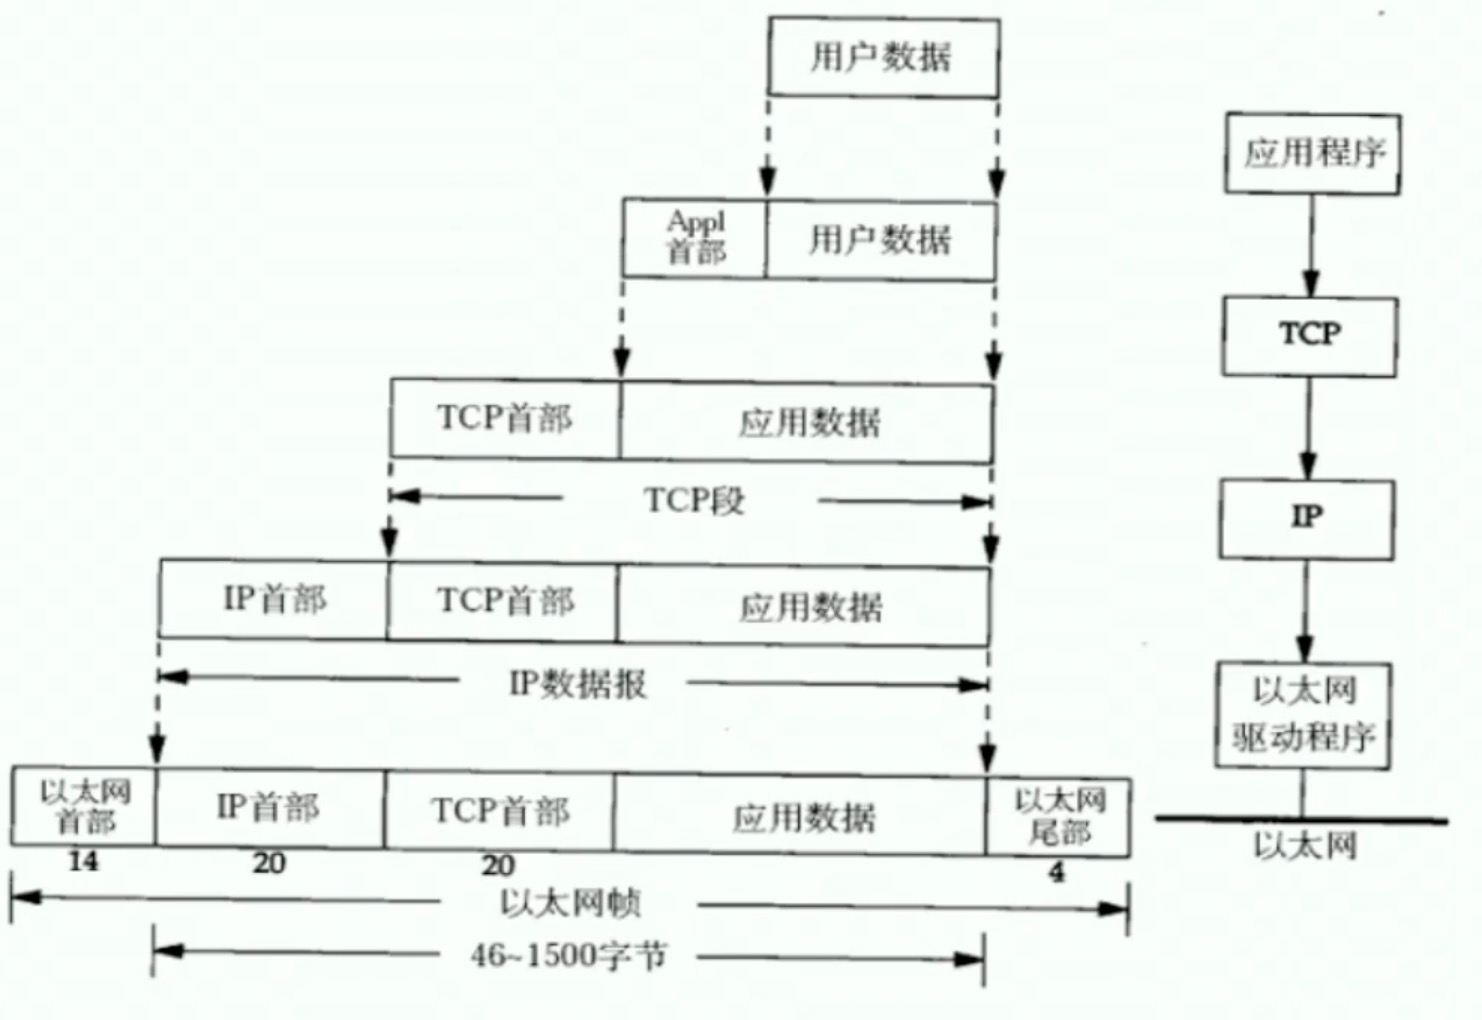 用户数据
应用程序
Appl
首部
用户数据
TCP
TCP首部
应用数据
TCP段
IP
IP首部
TCP首部
应用数据
IP数据报
以太网
驱动程序
以太网
首部
IP首部
TCP首部
应用数据
以太网
尾部
以太网
14
20
20
4
以太网帧
46~1500字节